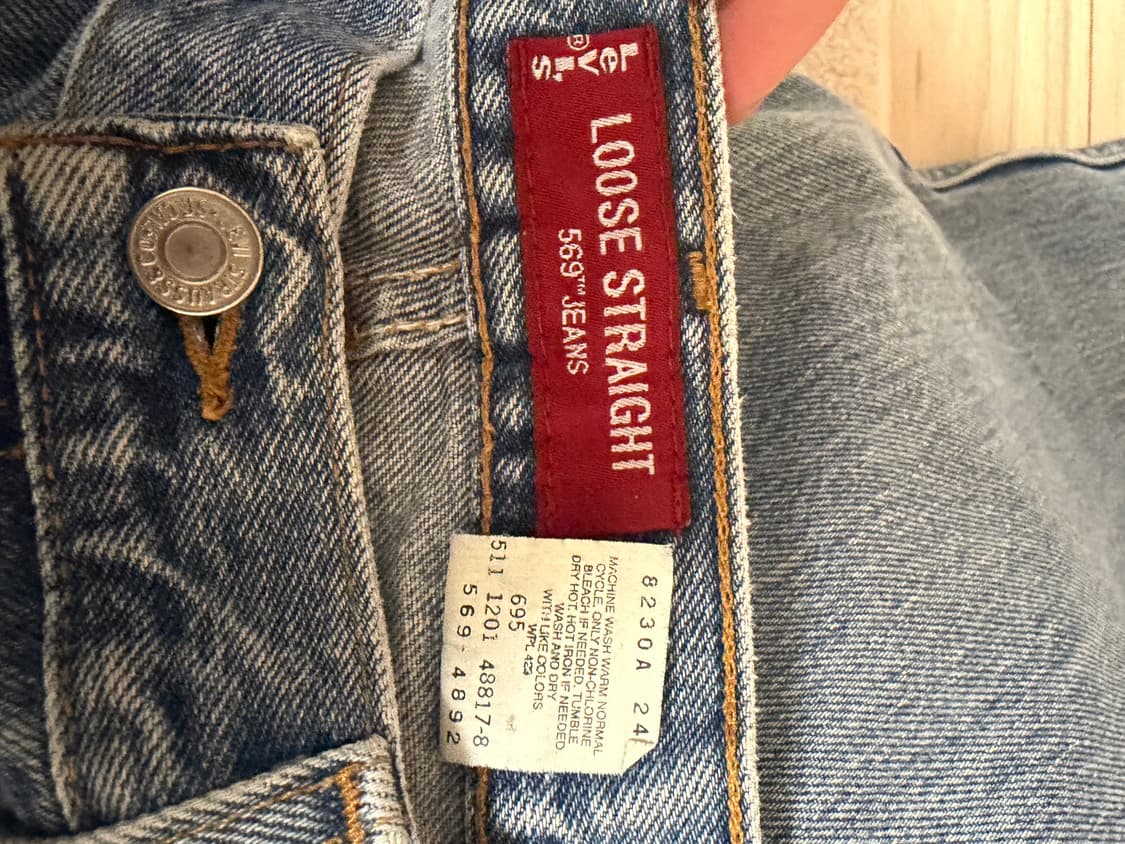 Levi's®
LOOSE STRAIGHT
569™ JEANS
8230A 24
MACHINE WASH WARM NORMAL
CYCLE. ONLY NON-CHLORINE
BLEACH IF NEEDED. TUMBLE
DRY HOT. HOT IRON IF NEEDED.
WASH AND DRY
WITH LIKE COLORS
WPL 423
695
511 1201 48817-8
569-4892
LEVI STRAUSS & CO